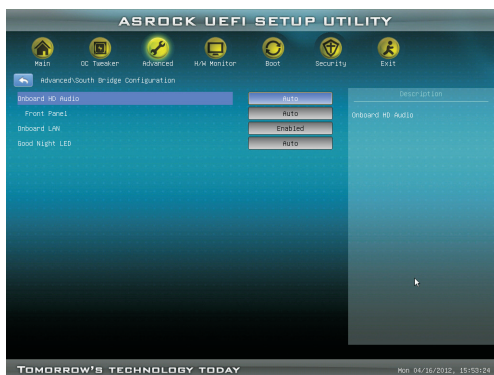 ASROCK UEFI SETUP UTILITY
Main OC Tweaker Advanced H/W Monitor Boot Security Exit
Advanced\South Bridge Configuration
Description
Onboard HD Audio Auto
Onboard HD Audio
Front Panel Auto
Onboard LAN Enabled
Good Night LED Auto
TOMORROW'S TECHNOLOGY TODAY
Mon 04/16/2012, 15:53:24